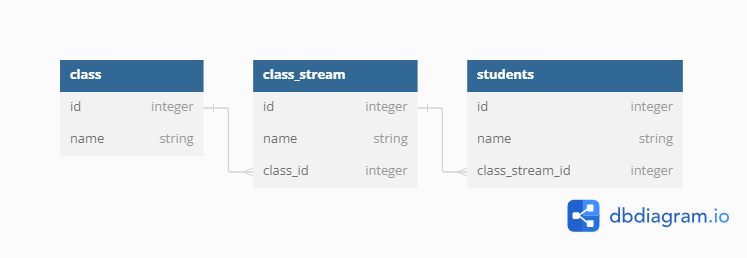 class
id integer
name string
class_stream
id integer
name string
class_id integer
students
id integer
name string
class_stream_id integer
dbdiagram.io